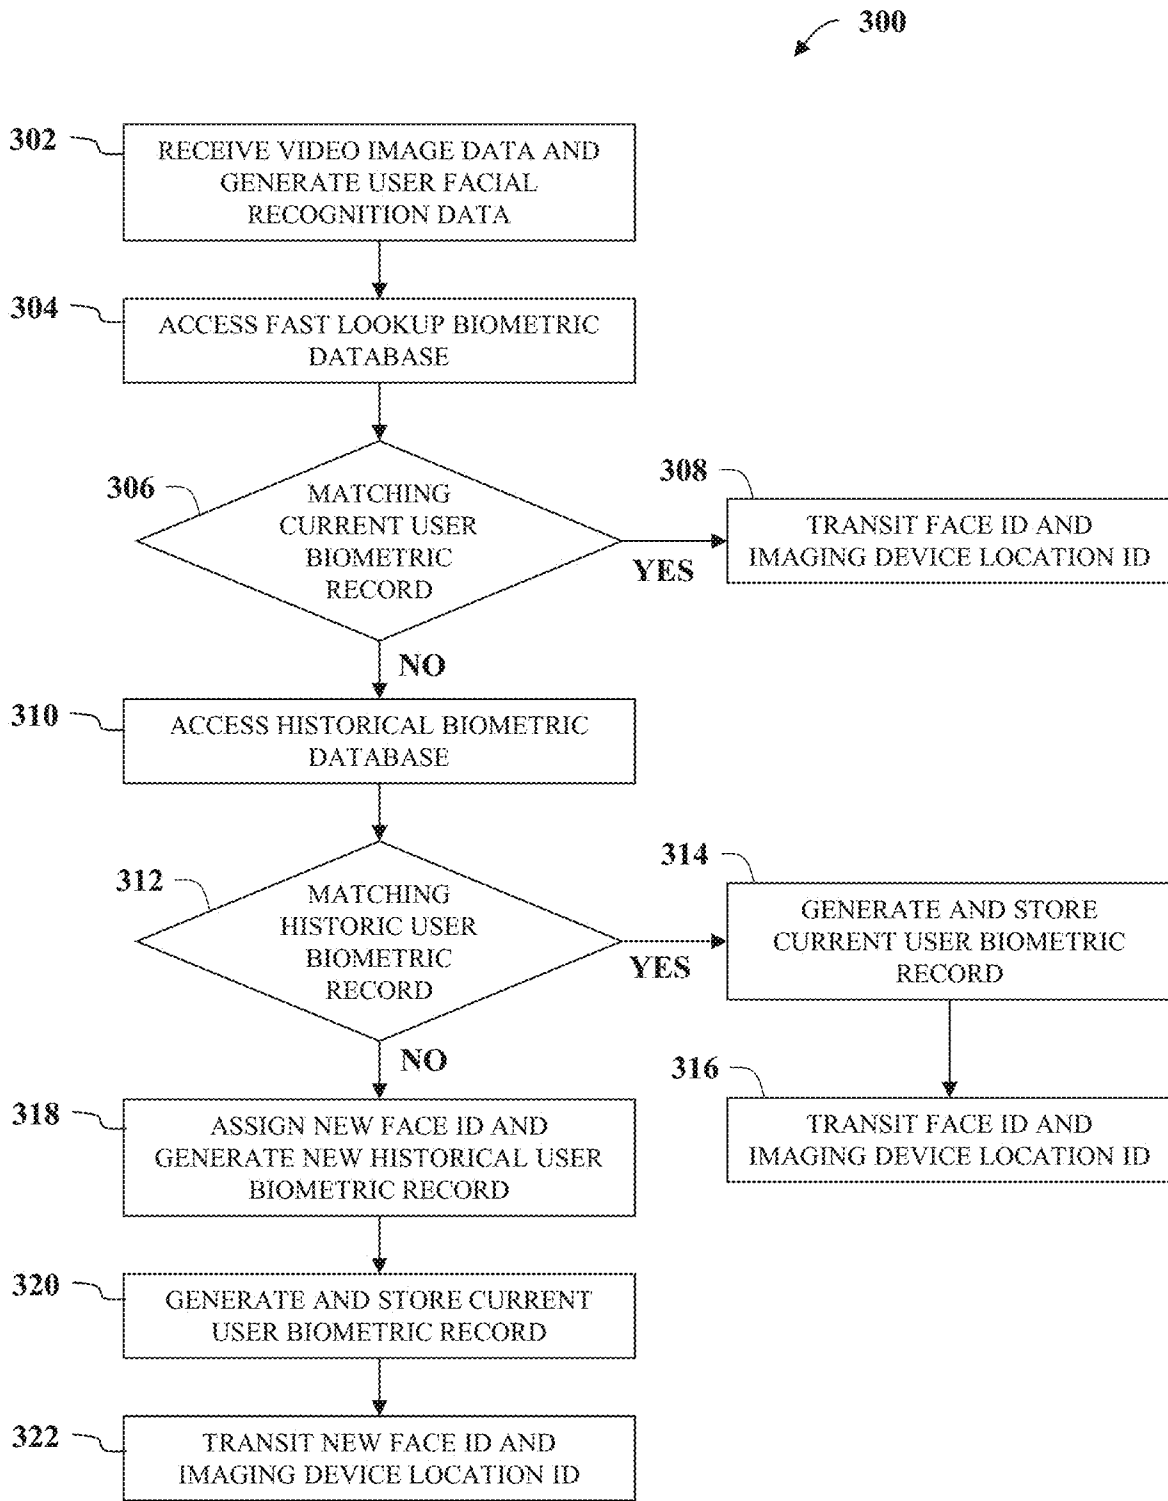 300
302
RECEIVE VIDEO IMAGE DATA AND
GENERATE USER FACIAL
RECOGNITION DATA
304
ACCESS FAST LOOKUP BIOMETRIC
DATABASE
306
MATCHING
CURRENT USER
BIOMETRIC
RECORD
YES
NO
308
TRANSIT FACE ID AND
IMAGING DEVICE LOCATION ID
310
ACCESS HISTORICAL BIOMETRIC
DATABASE
312
MATCHING
HISTORIC USER
BIOMETRIC
RECORD
YES
NO
314
GENERATE AND STORE
CURRENT USER BIOMETRIC
RECORD
316
TRANSIT FACE ID AND
IMAGING DEVICE LOCATION ID
318
ASSIGN NEW FACE ID AND
GENERATE NEW HISTORICAL USER
BIOMETRIC RECORD
320
GENERATE AND STORE CURRENT
USER BIOMETRIC RECORD
322
TRANSIT NEW FACE ID AND
IMAGING DEVICE LOCATION ID